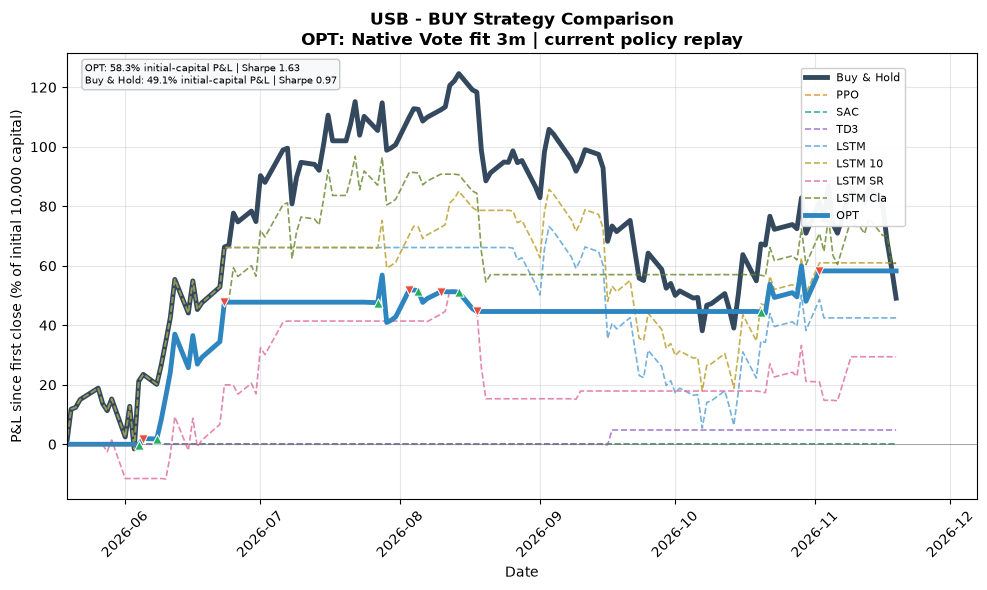 USB - BUY Strategy Comparison
OPT: Native Vote fit 3m | current policy replay
OPT: 58.3% initial-capital P&L | Sharpe 1.63
Buy & Hold: 49.1% initial-capital P&L | Sharpe 0.97
Buy & Hold
PPO
SAC
TD3
LSTM
LSTM 10
LSTM SR
LSTM Cla
OPT
P&L since first close (% of initial 10,000 capital)
120
100
80
60
40
20
0
2026-06
2026-07
2026-08
2026-09
2026-10
2026-11
2026-12
Date